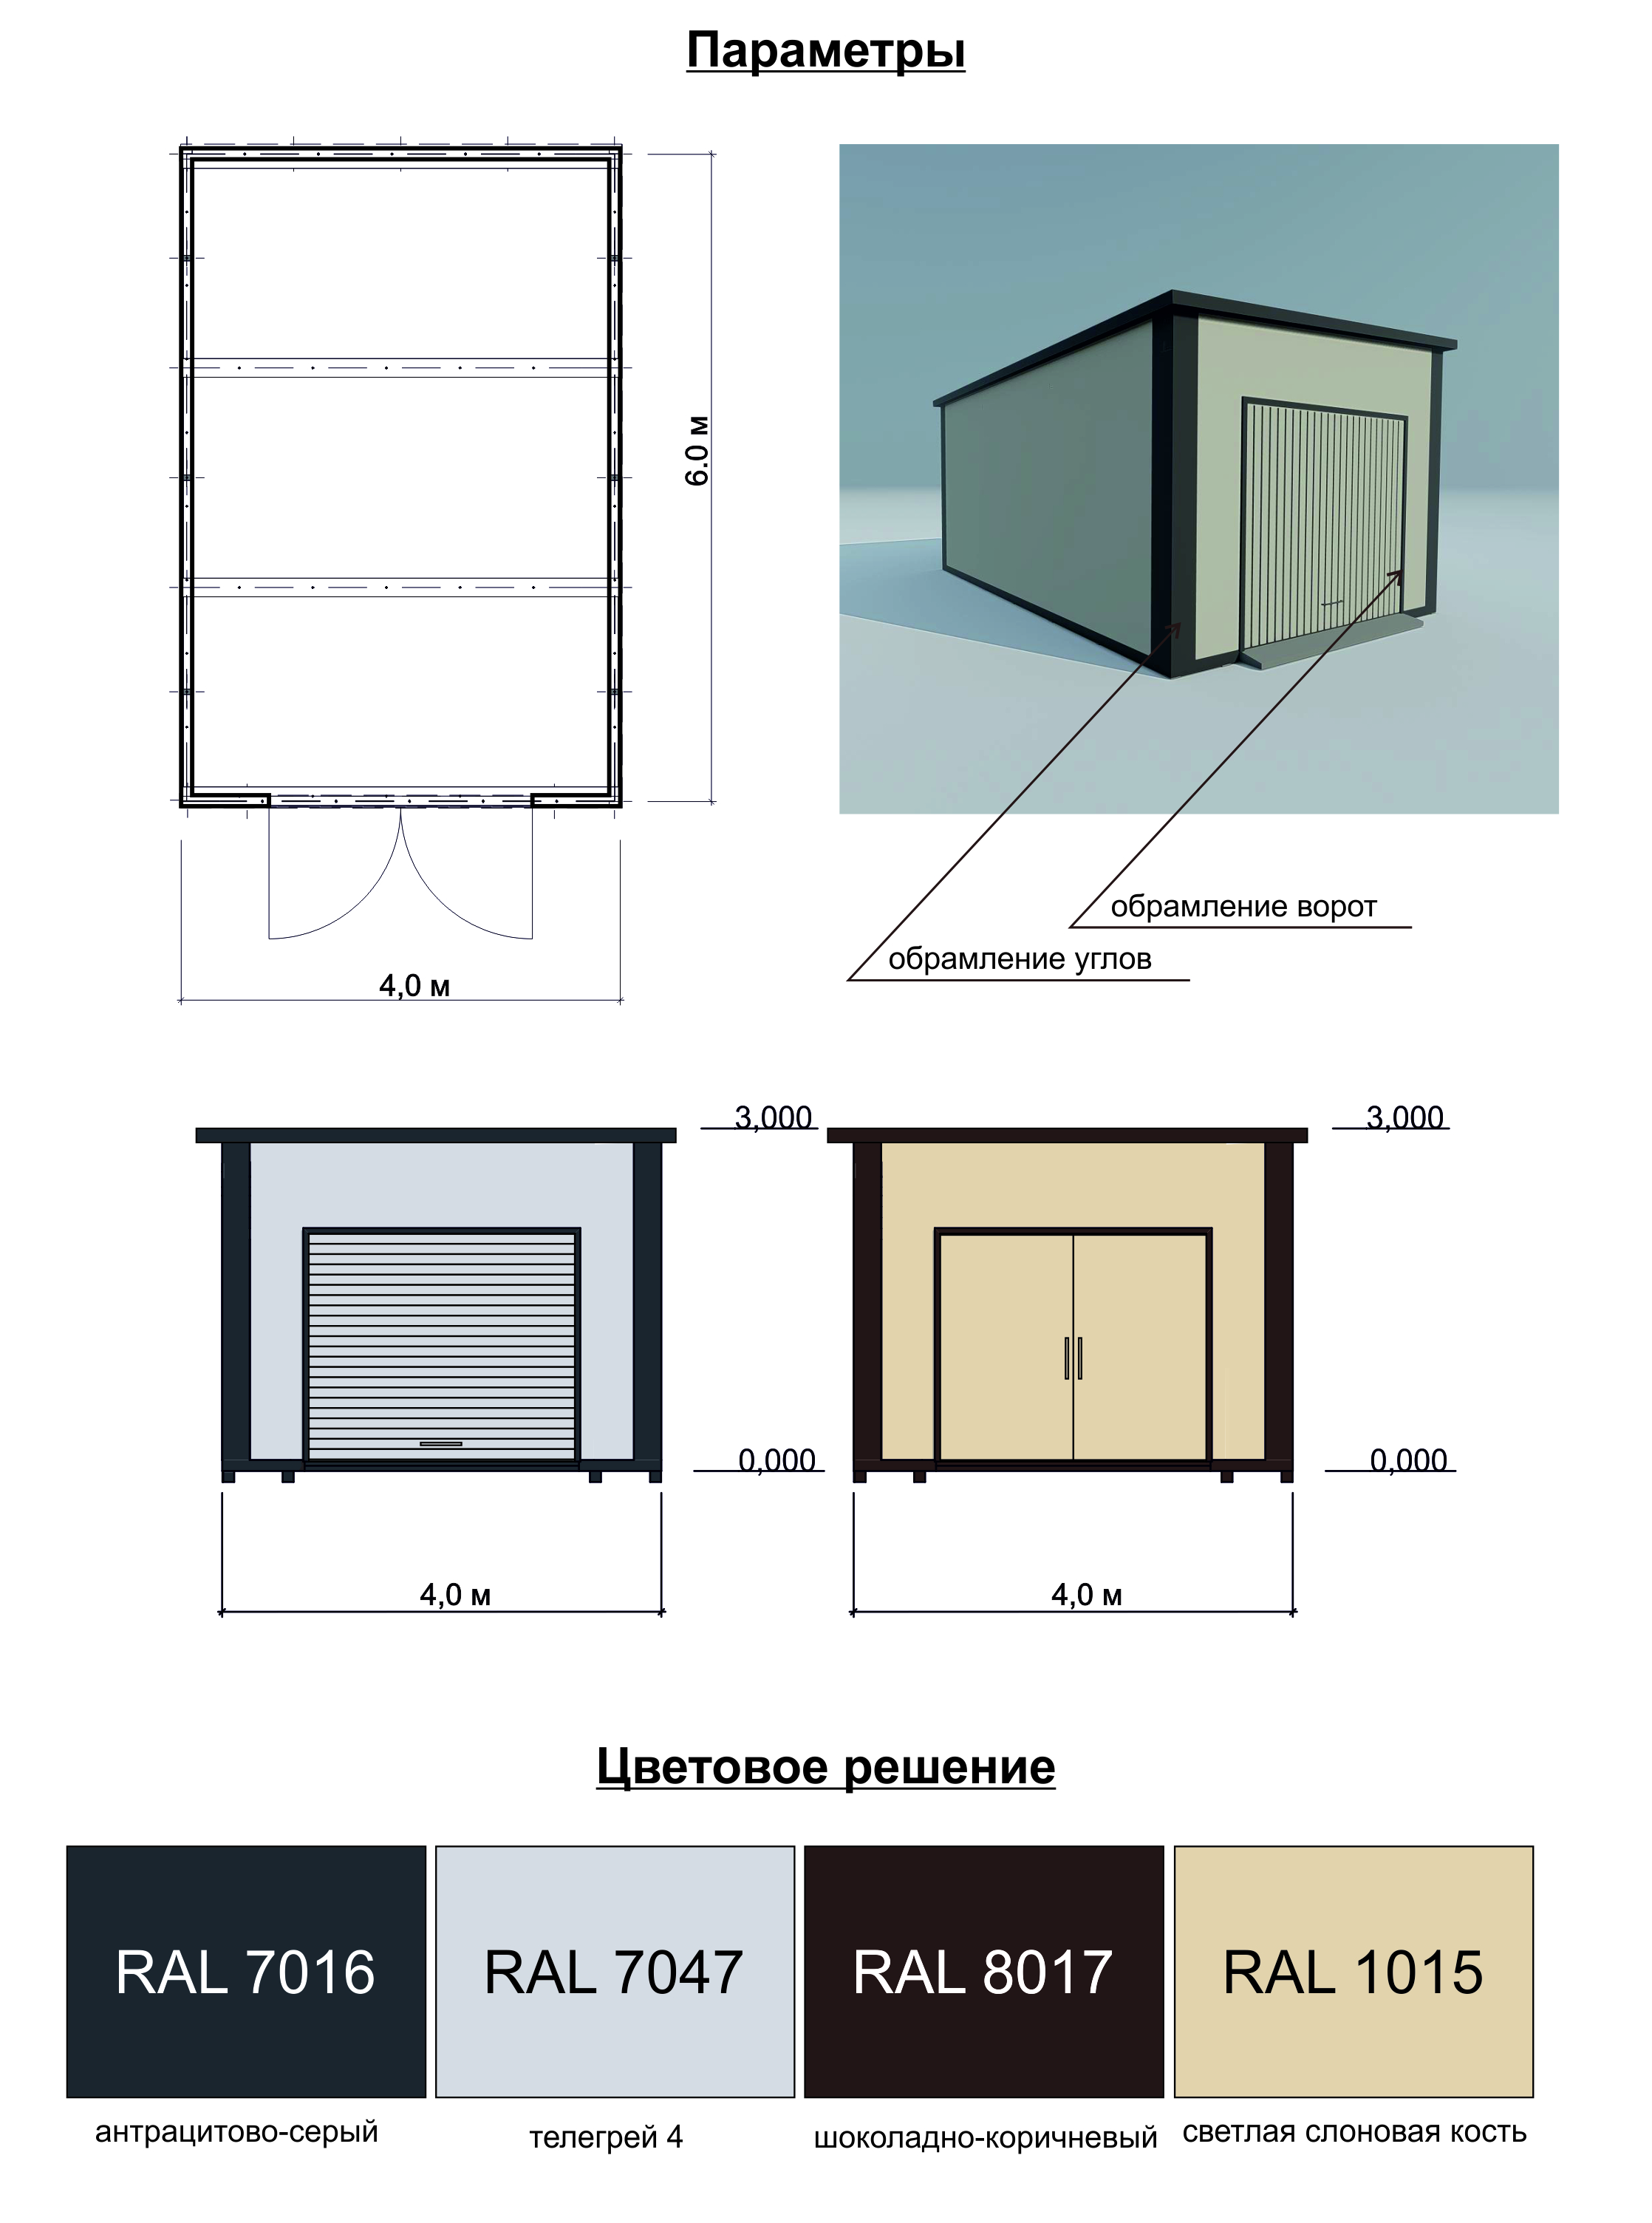 Параметры
6.0 м
обрамление ворот
обрамление углов
4,0 м
3,000
3,000
0,000
0,000
4,0 м
4,0 м
Цветовое решение
RAL 7016
RAL 7047
RAL 8017
RAL 1015
антрацитово-серый
телегрей 4
шоколадно-коричневый
светлая слоновая кость